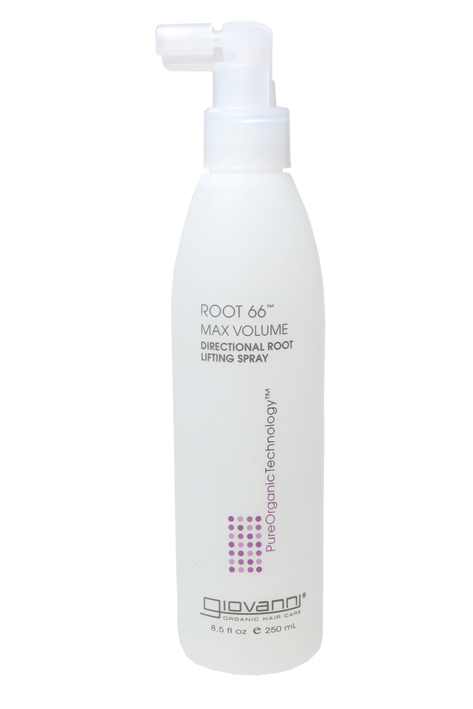 ROOT 66™
MAX VOLUME
DIRECTIONAL ROOT
LIFTING SPRAY
PureOrganicTechnology™
giovanni®
ORGANIC HAIR CARE
8.5 fl oz ℮ 250 mL